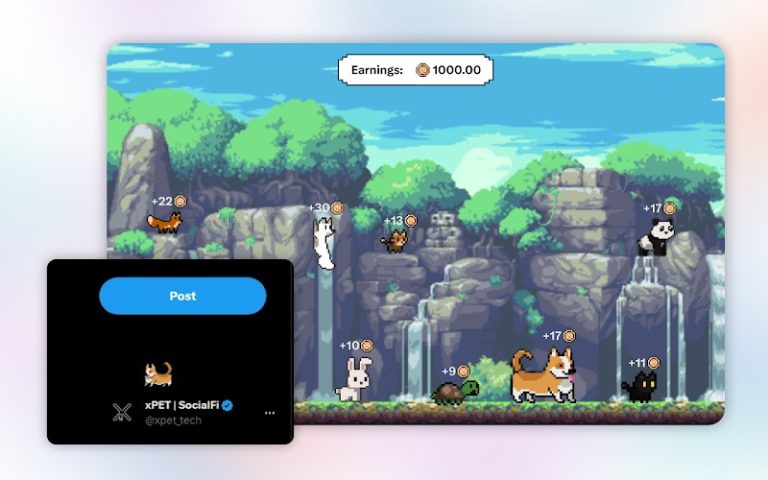 Earnings: 1000.00
+22
+30
+13
+17
Post
+10
+9
+17
+11
xPET | SocialFi
@xpet_tech
...